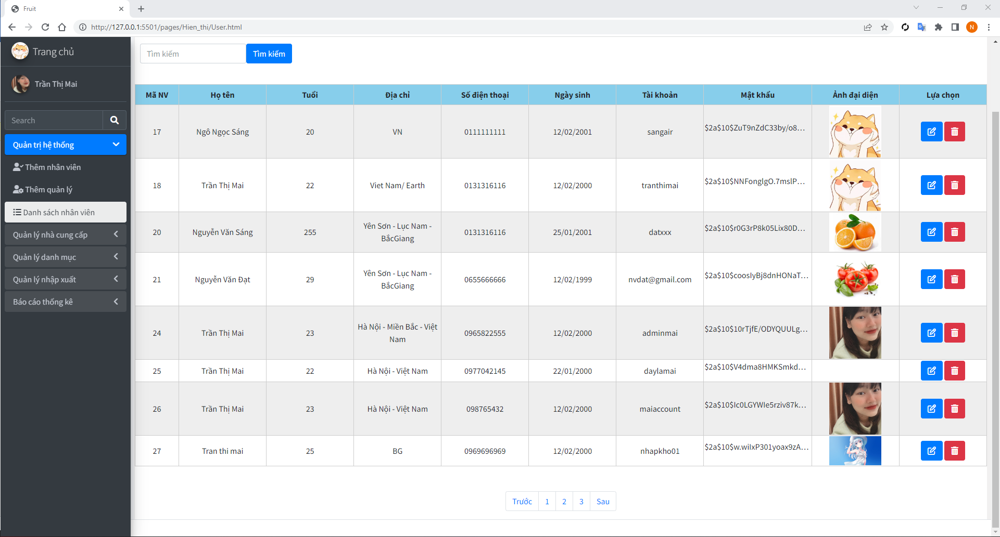 Fruit
http://127.0.0.1:5501/pages/Hien_thi/User.html
N
Trang chủ
Trần Thị Mai
Search
Quản trị hệ thống
Thêm nhân viên
Thêm quản lý
Danh sách nhân viên
Quản lý nhà cung cấp
Quản lý danh mục
Quản lý nhập xuất
Báo cáo thống kê
Tìm kiếm Tìm kiếm
Mã NV Họ tên Tuổi Địa chỉ Số điện thoại Ngày sinh Tài khoản Mật khẩu Ảnh đại diện Lựa chọn
17 Ngô Ngọc Sáng 20 VN 0111111111 12/02/2001 sangair $2a$10$ZuT9nZdC33by/o8...
18 Trần Thị Mai 22 Viet Nam/ Earth 0131316116 12/02/2000 tranthimai $2a$10$NNFonglgO.7mslP...
20 Nguyễn Văn Sáng 255 Yên Sơn - Lục Nam - 0131316116 25/01/2001 datxxx $2a$10$r0G3rP8k05Lix80D...
BắcGiang
21 Nguyễn Văn Đạt 29 Yên Sơn - Lục Nam - 0655666666 12/02/1999 nvdat@gmail.com $2a$10$coosIyBj8dnHONaT...
BắcGiang
24 Trần Thị Mai 23 Hà Nội - Miền Bắc - Việt 0965822555 12/02/2000 adminmai $2a$10$10rTjfE/ODYQUULg...
Nam
25 Trần Thị Mai 22 Hà Nội - Việt Nam 0977042145 22/01/2000 daylamai $2a$10$V4dma8HMKSmkd...
26 Trần Thị Mai 23 Hà Nội - Việt Nam 098765432 12/02/2000 maiaccount $2a$10$Ic0LGYWIe5rziv87k...
27 Tran thi mai 25 BG 0969696969 12/02/2000 nhapkho01 $2a$10$w.wiIxP301yoax9zA...
Trước 1 2 3 Sau